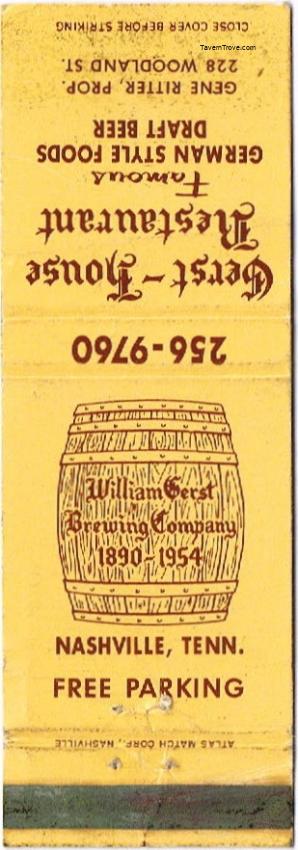 TavernTrove.com
CLOSE COVER BEFORE STRIKING
Gerst-House
Restaurant
Famous
GERMAN STYLE FOODS
DRAFT BEER
GENE RITTER, PROP.
228 WOODLAND ST.
256-9760
William Gerst
Brewing Company
1890-1954
NASHVILLE, TENN.
FREE PARKING
ATLAS MATCH CORP., NASHVILLE